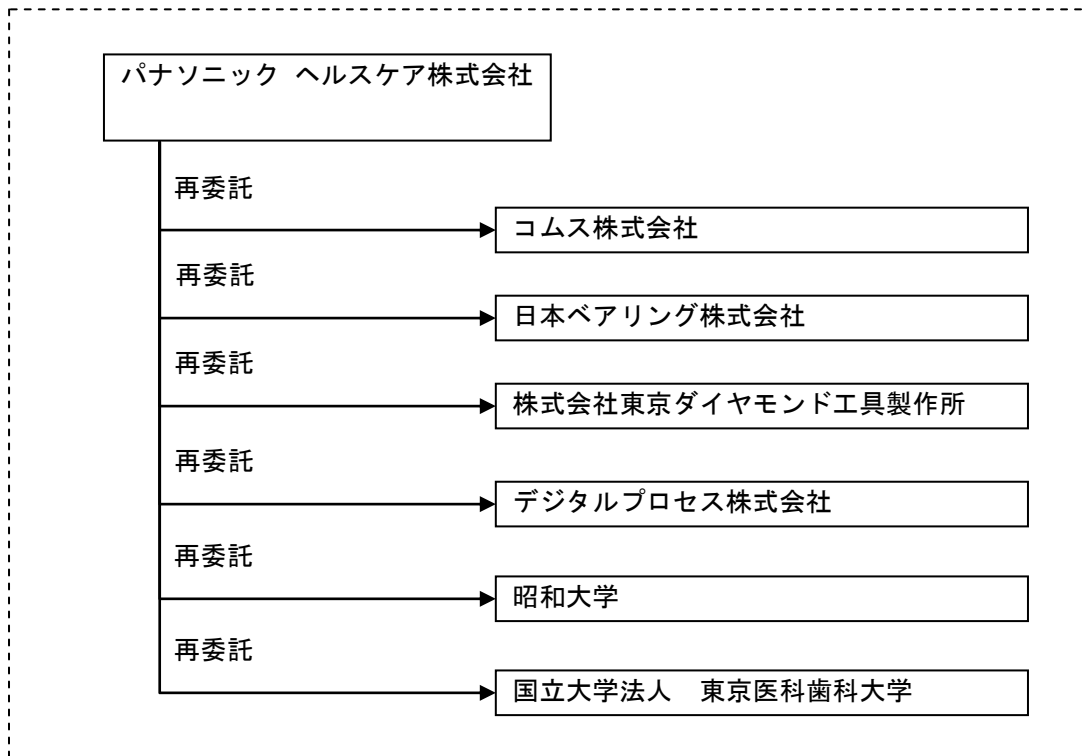 パナソニック ヘルスケア株式会社
再委託
コムス株式会社
再委託
日本ベアリング株式会社
再委託
株式会社東京ダイヤモンド工具製作所
再委託
デジタルプロセス株式会社
再委託
昭和大学
再委託
国立大学法人　東京医科歯科大学